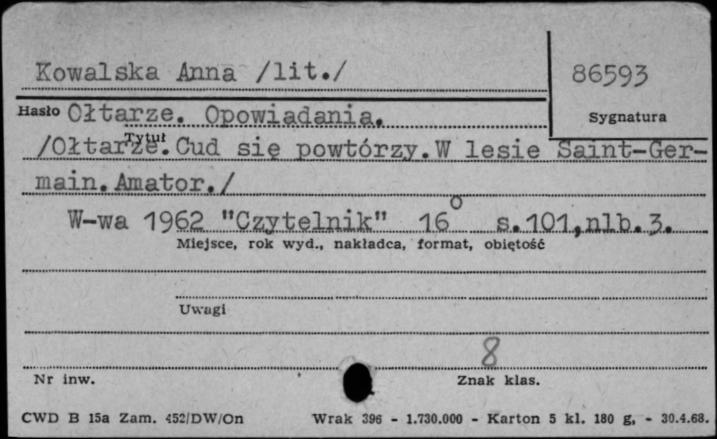 Kowalska Anna /lit./
86593
Hasło Ołtarze. Opowiadania.
Sygnatura
Tytuł
/Ołtarze. Cud się powtórzy. W lesie Saint-Ger-
main. Amator./
W-wa 1962 "Czytelnik" 16° s.101,nlb.3.
Miejsce, rok wyd., nakładca, format, obiętość
Uwagi
8
Nr inw.
Znak klas.
CWD B 15a Zam. 452/DW/On Wrak 396 - 1.730.000 - Karton 5 kl. 180 g, - 30.4.68.